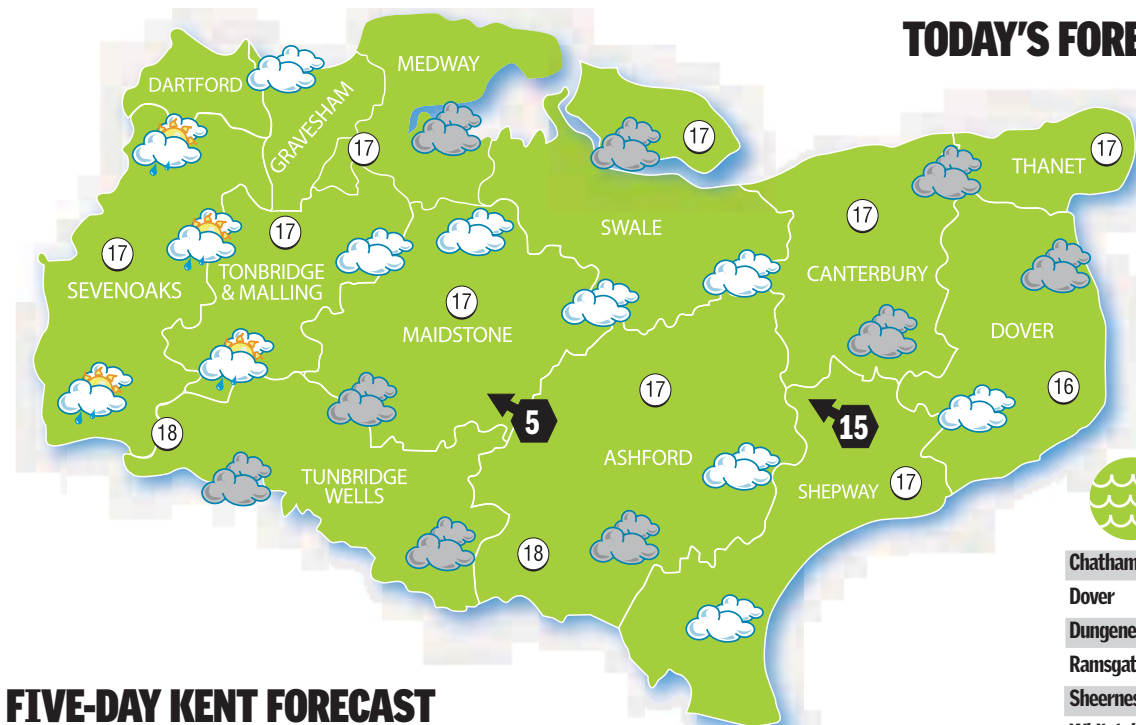 TODAY'S FORE
DARTFORD
MEDWAY
GRAVESHAM
17
17
THANET
17
17
17
SWALE
17
SEVENOAKS
TONBRIDGE
& MALLING
CANTERBURY
17
MAIDSTONE
DOVER
17
16
5
15
18
ASHFORD
TUNBRIDGE
WELLS
SHEPWAY
17
18
Chatham
Dover
Dungene
Ramsgat
Sheernes
FIVE-DAY KENT FORECAST